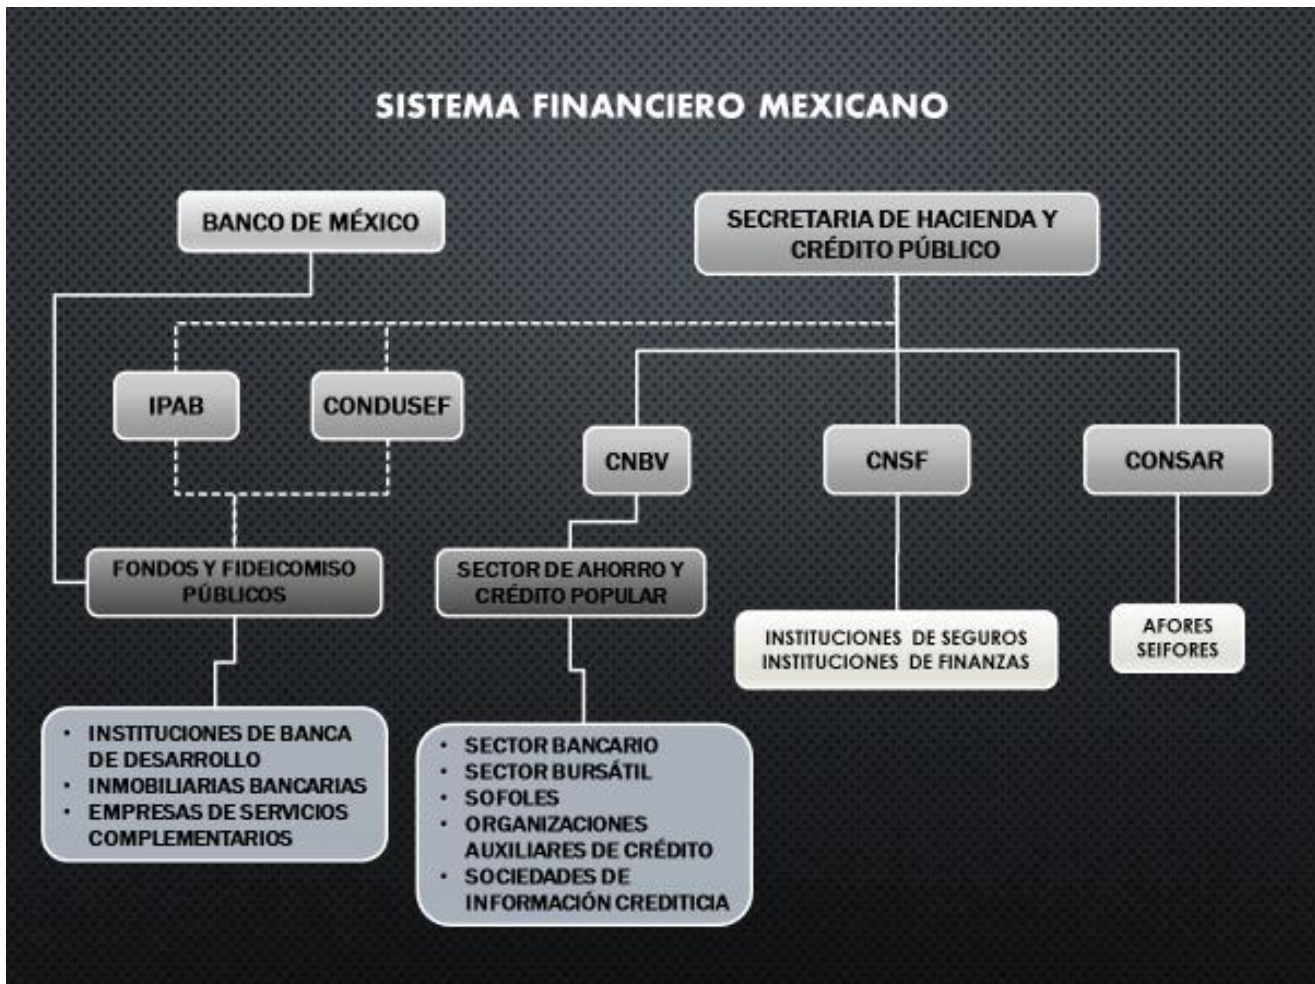 SISTEMA FINANCIERO MEXICANO
BANCO DE MÉXICO
SECRETARIA DE HACIENDA Y
CRÉDITO PÚBLICO
IPAB
CONDUSEF
CNBV
CNSF
CONSAR
FONDOS Y FIDEICOMISO
PÚBLICOS
SECTOR DE AHORRO Y
CRÉDITO POPULAR
INSTITUCIONES DE SEGUROS
INSTITUCIONES DE FINANZAS
AFORES
SEIFORES
• INSTITUCIONES DE BANCA
DE DESARROLLO
• INMOBILIARIAS BANCARIAS
• EMPRESAS DE SERVICIOS
COMPLEMENTARIOS
• SECTOR BANCARIO
• SECTOR BURSÁTIL
• SOFOLES
• ORGANIZACIONES
AUXILIARES DE CRÉDITO
• SOCIEDADES DE
INFORMACIÓN CREDITICIA